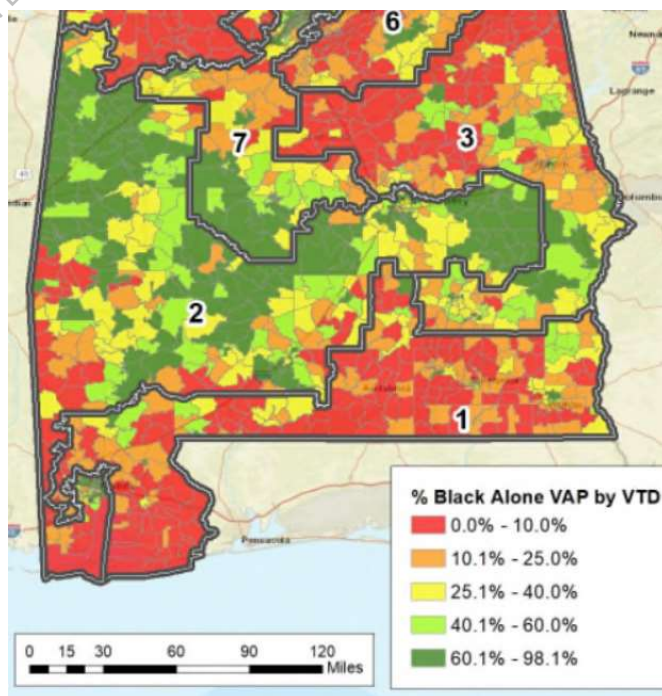 6
Newnan
Lagrange
3
7
2
1
Pensacola
% Black Alone VAP by VTD
0.0% - 10.0%
10.1% - 25.0%
25.1% - 40.0%
40.1% - 60.0%
60.1% - 98.1%
0 15 30 60 90 120
Miles